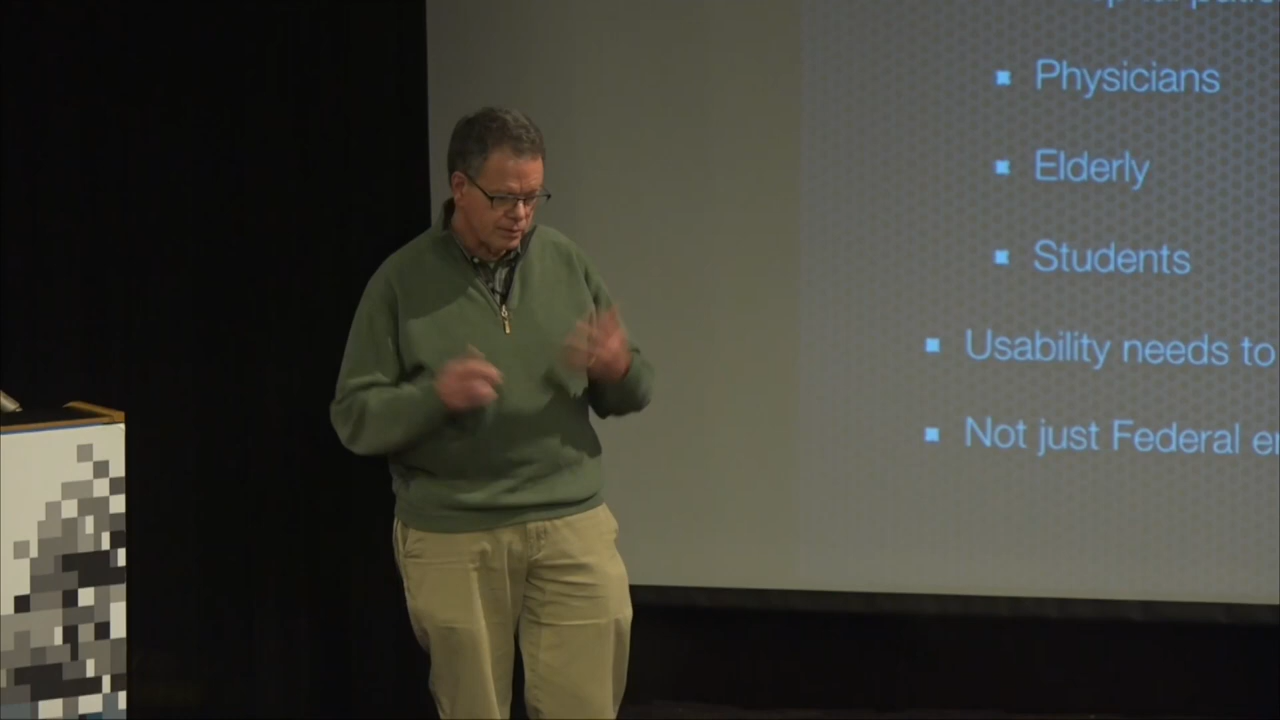 Physicians
Elderly
Students
Usability needs to
Not just Federal